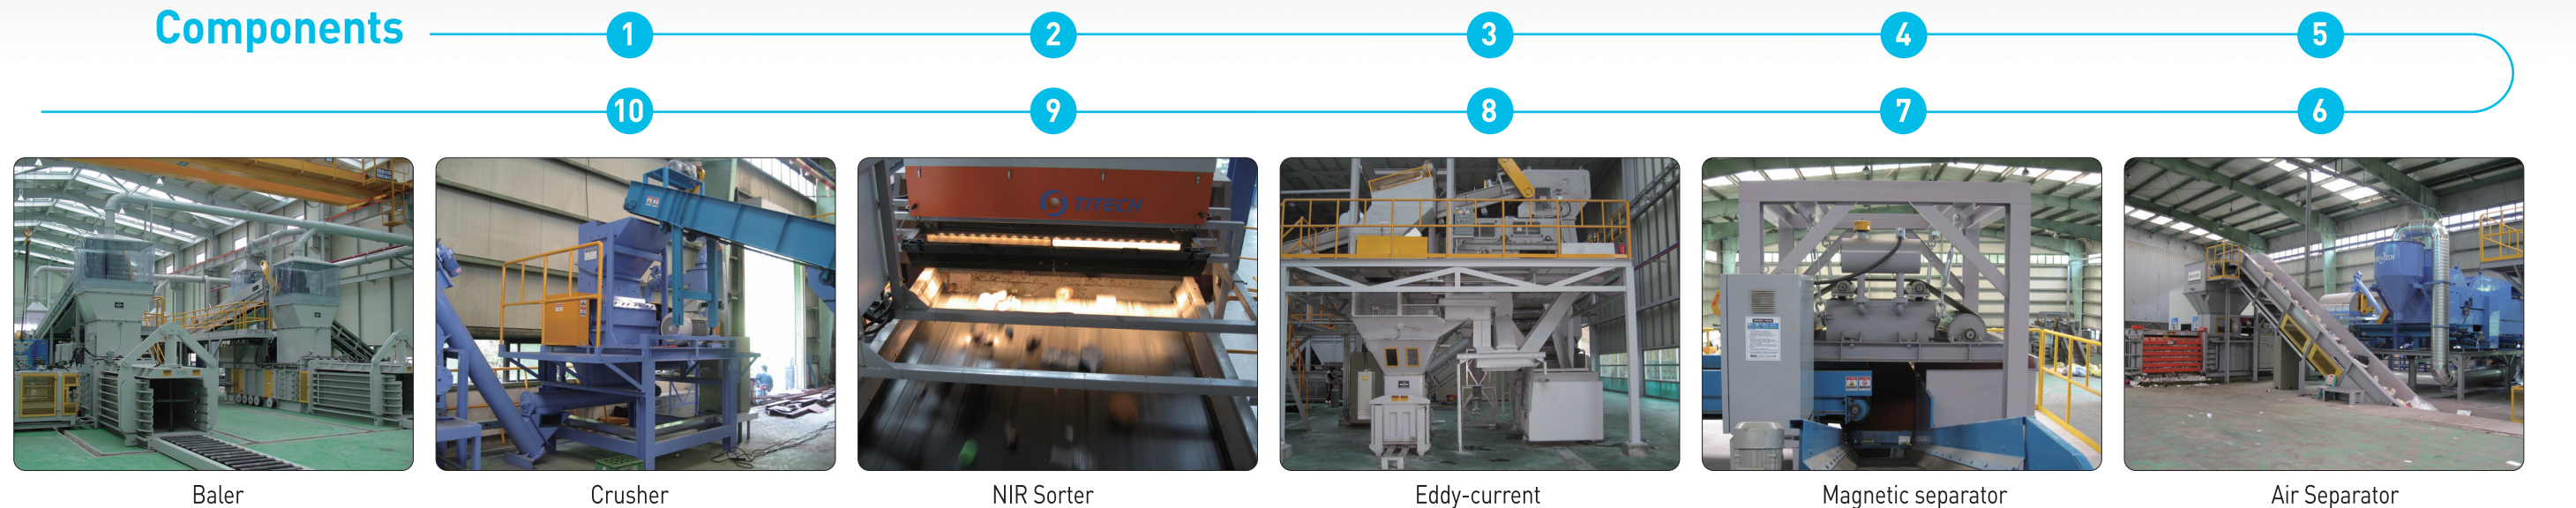 Components
1 2 3 4 5
10 9 8 7 6
TITECH
Baler Crusher NIR Sorter Eddy-current Magnetic separator Air Separator